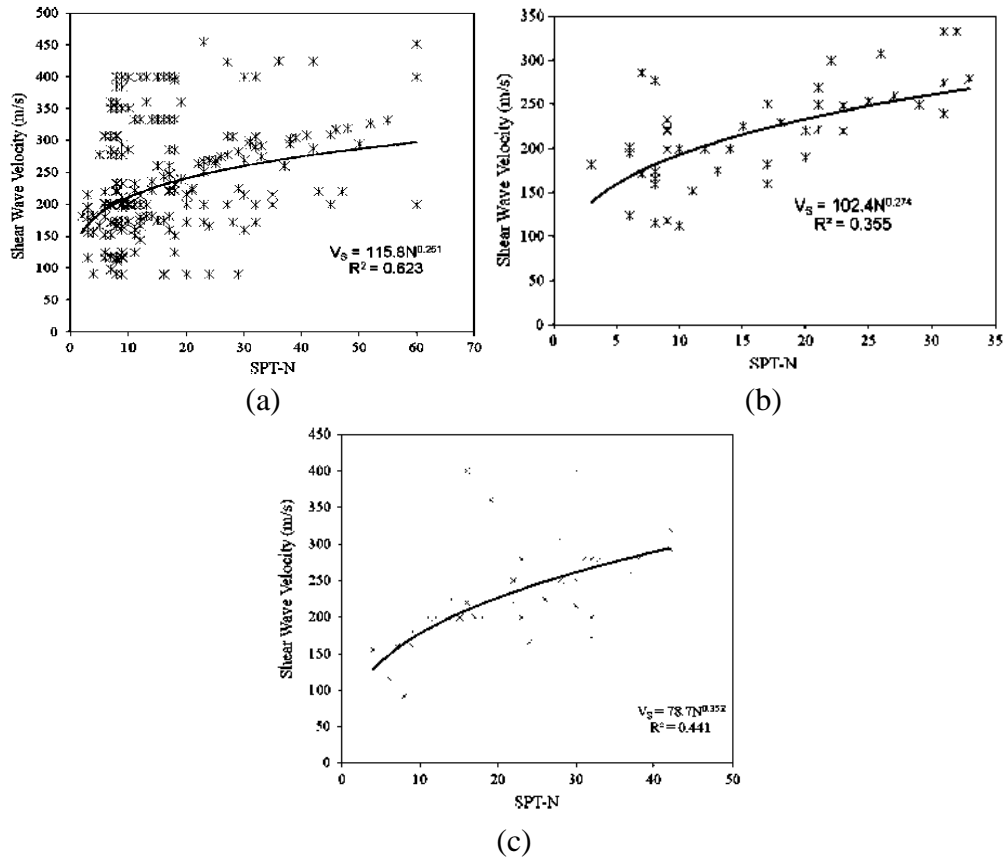 500
450
400
350
300
250
200
150
100
50
0
Shear Wave Velocity (m/s)
V_S = 115.8N^0.251
R² = 0.623
0 10 20 30 40 50 60 70
SPT-N
(a)
350
300
250
200
150
100
50
0
Shear Wave Velocity (m/s)
V_S = 102.4N^0.274
R² = 0.355
0 5 10 15 20 25 30 35
SPT-N
(b)
450
400
350
300
250
200
150
100
50
0
Shear Wave Velocity (m/s)
V_S = 78.7N^0.352
R² = 0.441
0 10 20 30 40 50
SPT-N
(c)